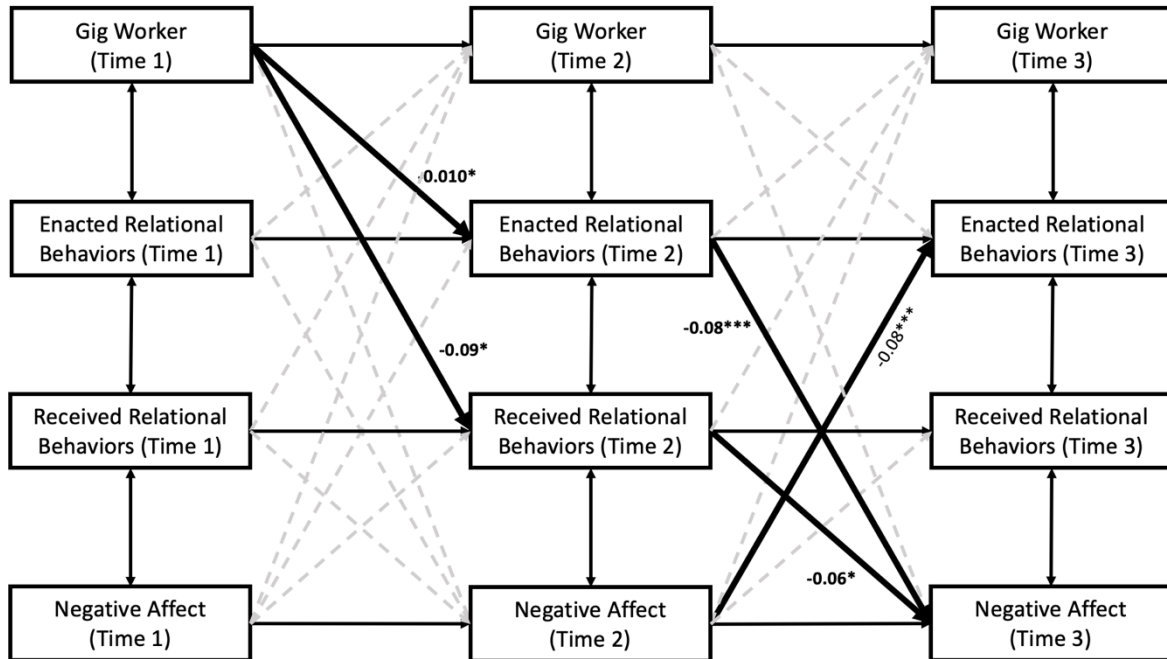 Gig Worker
(Time 1)
Gig Worker
(Time 2)
Gig Worker
(Time 3)
-0.010*
Enacted Relational
Behaviors (Time 1)
Enacted Relational
Behaviors (Time 2)
Enacted Relational
Behaviors (Time 3)
-0.09*
-0.08***
-0.08***
Received Relational
Behaviors (Time 1)
Received Relational
Behaviors (Time 2)
Received Relational
Behaviors (Time 3)
-0.06*
Negative Affect
(Time 1)
Negative Affect
(Time 2)
Negative Affect
(Time 3)